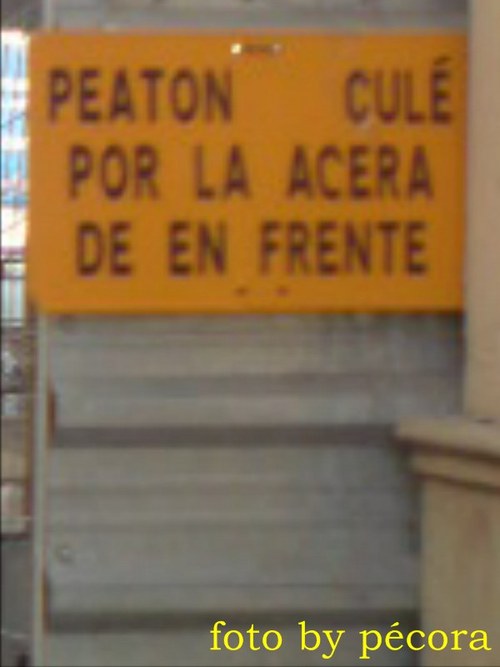 PEATON CULÉ
POR LA ACERA
DE EN FRENTE
foto by pécora